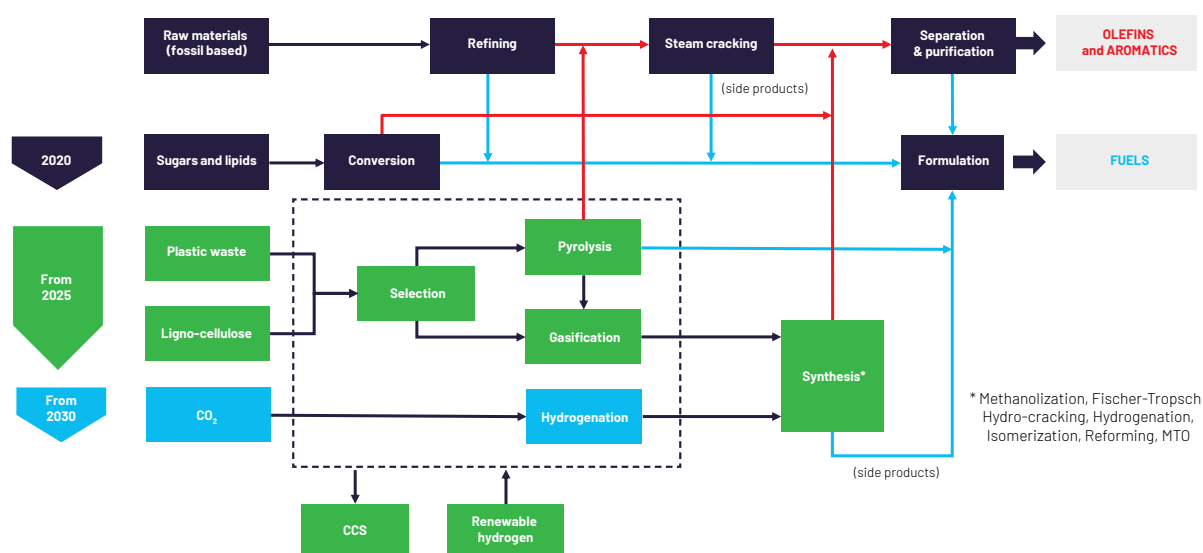 Raw materials
(fossil based)
Refining
Steam cracking
Separation
& purification
OLEFINS
and AROMATICS
(side products)
2020
Sugars and lipids
Conversion
Formulation
FUELS
From
2025
Plastic waste
Pyrolysis
Selection
Ligno-cellulose
Gasification
Synthesis*
From
2030
CO₂
Hydrogenation
* Methanolization, Fischer-Tropsch
Hydro-cracking, Hydrogenation,
Isomerization, Reforming, MTO
(side products)
CCS
Renewable
hydrogen